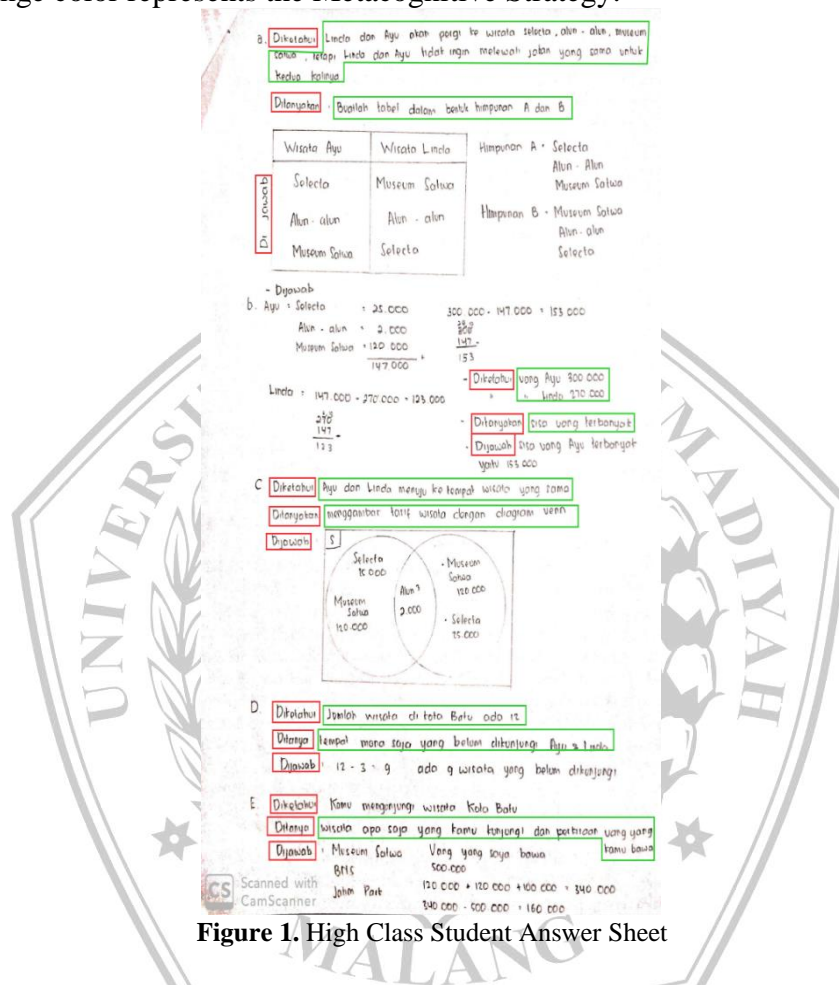 nge color represents the Metacognitive Strategy.
a. Diketahui Linda dan Ayu akan pergi ke wisata selecta, alun - alun, museum
satwa, tetapi Linda dan Ayu tidak ingin melewati jalan yang sama untuk
kedua kalinya
Ditanyakan : Buatlah tabel dalam bentuk himpunan A dan B
Di jawab
Wisata Ayu Wisata Linda
Selecta Museum Satwa
Alun - alun Alun - alun
Museum Satwa Selecta
Himpunan A : Selecta
Alun - Alun
Museum Satwa
Himpunan B : Museum Satwa
Alun - alun
Selecta
- Dijawab
b. Ayu : Selecta : 25.000
Alun - alun : 2.000
Museum Satwa : 120 000 +
147.000
300 000 - 147 000 = 153 000
147 -
153
Linda : 147.000 - 270.000 = 123.000
147 -
123
- Diketahui uang Ayu 300 000
" " Linda 270 000
- Ditanyakan sisa uang terbanyak
- Dijawab sisa uang Ayu terbanyak
yaitu 153 000
C Diketahui Ayu dan Linda menuju ke tempat wisata yang sama
Ditanyakan menggambar tarif wisata dengan diagram venn
Dijawab
S
Selecta
Museum
Satwa
120.000
Alun²
2.000
- Museum
Satwa
120 000
- Selecta
D. Diketahui Jumlah wisata di kota Batu ada 12
Ditanya tempat mana saja yang belum dikunjungi Ayu & Linda
Dijawab : 12 - 3 = 9 ada 9 wisata yang belum dikunjungi
E. Diketahui Kamu mengunjungi wisata Kota Batu
Ditanya wisata apa saja yang kamu kunjungi dan perkiraan uang yang
kamu bawa
Dijawab : Museum Satwa
BNS
Jatim Park
Uang yang saya bawa
500.000
120 000 + 120 000 + 100 000 = 340 000
340 000 - 500 000 = 160 000
CS Scanned with
CamScanner
Figure 1. High Class Student Answer Sheet
UNIVERS
MADIYAH
MALANG